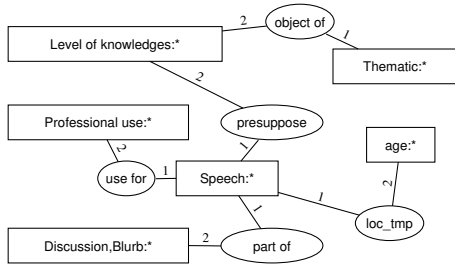 2
object of
1
Level of knowledges:*
Thematic:*
2
Professional use:*
presuppose
age:*
2
1
use for
1
Speech:*
2
1
1
loc_tmp
Discussion,Blurb:*
2
part of